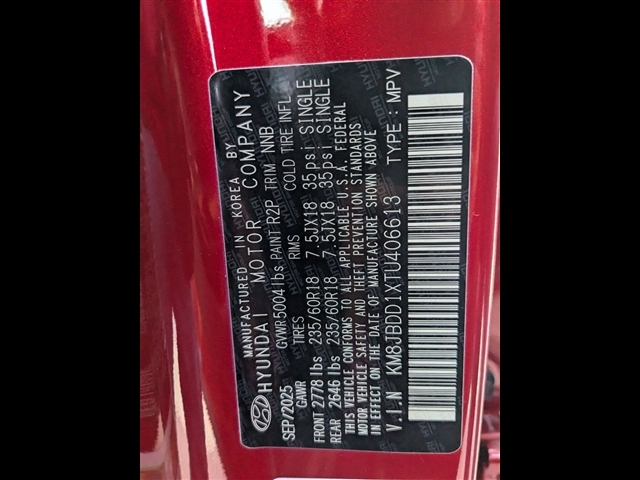 MANUFACTURED IN KOREA BY
HYUNDAI MOTOR COMPANY
SEP/2025 GVWR 5004 lbs PAINT R2P TRIM NNB
GAWR TIRES RIMS COLD TIRE INFL
FRONT 2778 lbs 235/60R18 7.5JX18 35psi SINGLE
REAR 2646 lbs 235/60R18 7.5JX18 35psi SINGLE
THIS VEHICLE CONFORMS TO ALL APPLICABLE U.S.A. FEDERAL
MOTOR VEHICLE SAFETY AND THEFT PREVENTION STANDARDS
IN EFFECT ON THE DATE OF MANUFACTURE SHOWN ABOVE
V.I.N KM8JBDD1XTU406613 TYPE : MPV